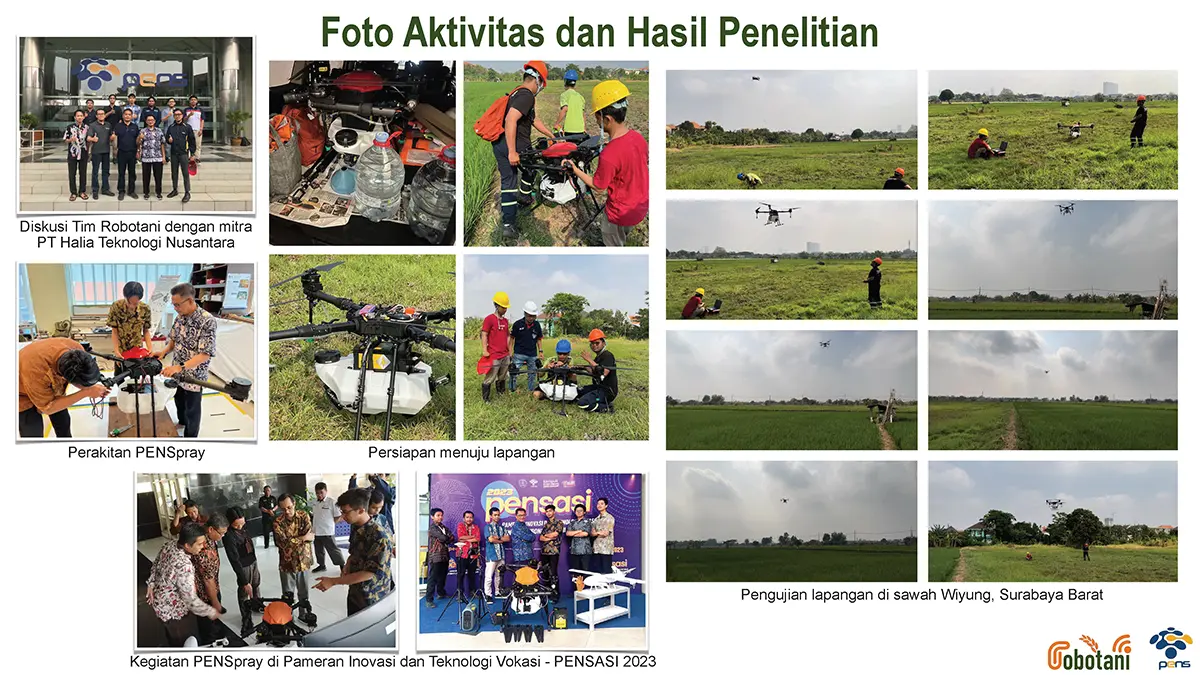 Foto Aktivitas dan Hasil Penelitian
pens
Diskusi Tim Robotani dengan mitra
PT Halia Teknologi Nusantara
Perakitan PENSpray
Persiapan menuju lapangan
2023
pensasi
Kegiatan PENSpray di Pameran Inovasi dan Teknologi Vokasi - PENSASI 2023
Pengujian lapangan di sawah Wiyung, Surabaya Barat
Robotani
pens